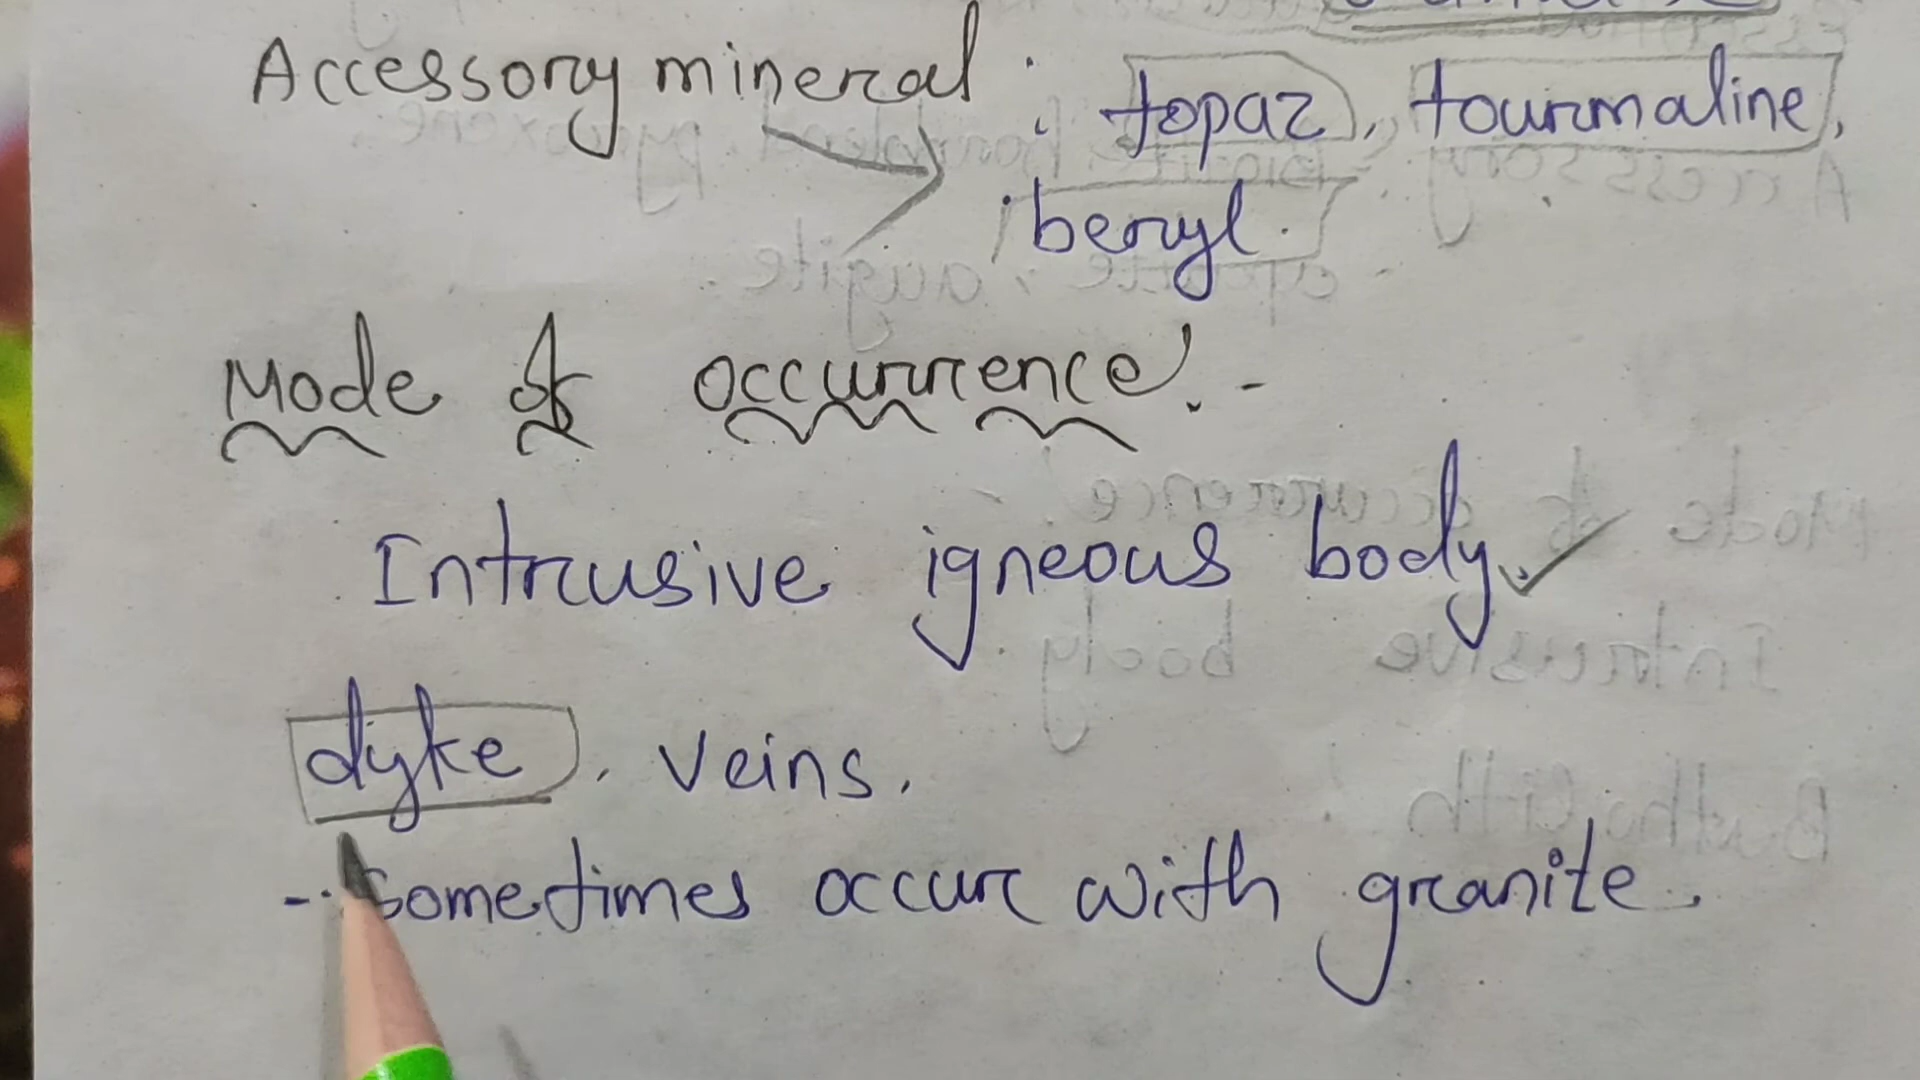 Accessory mineral : topaz, tourmaline,
beryl.
Mode of occurrence :-
Intrusive igneous body.
dyke, veins.
- sometimes occur with granite.